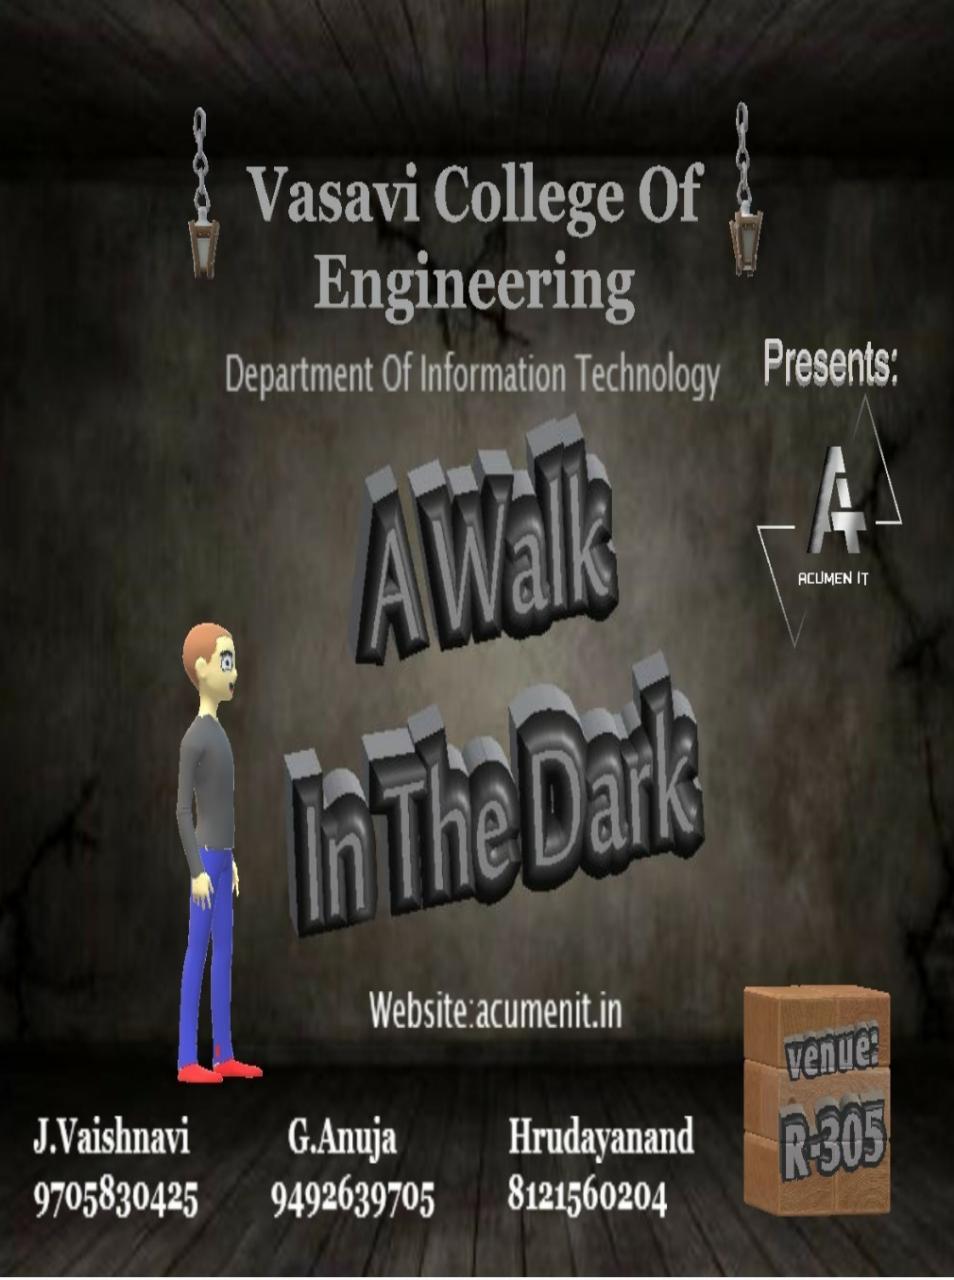 Vasavi College Of
Engineering
Department Of Information Technology
Presents:
ACUMEN IT
A Walk
In The Dark
Website:acumenit.in
venue:
R-305
J.Vaishnavi G.Anuja Hrudayanand
9705830425 9492639705 8121560204